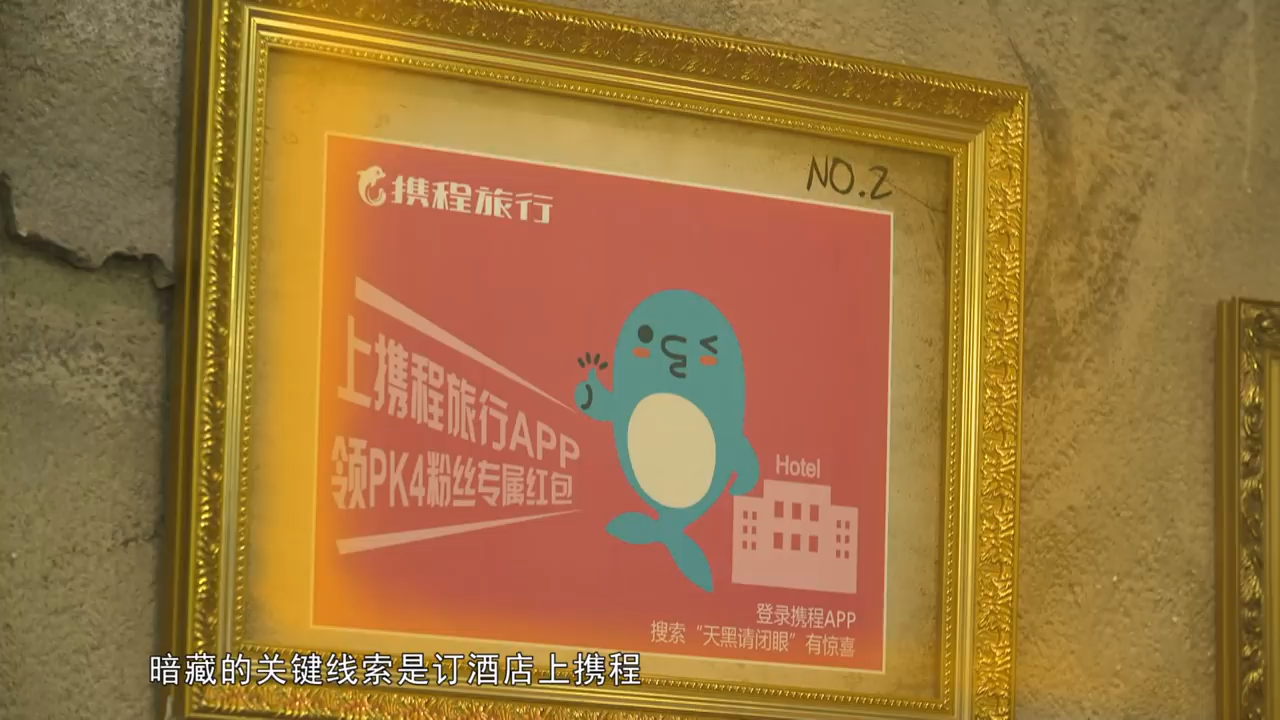 NO.2
携程旅行
上携程旅行APP
领PK4粉丝专属红包
Hotel
登录携程APP
搜索“天黑请闭眼”有惊喜
暗藏的关键线索是订酒店上携程